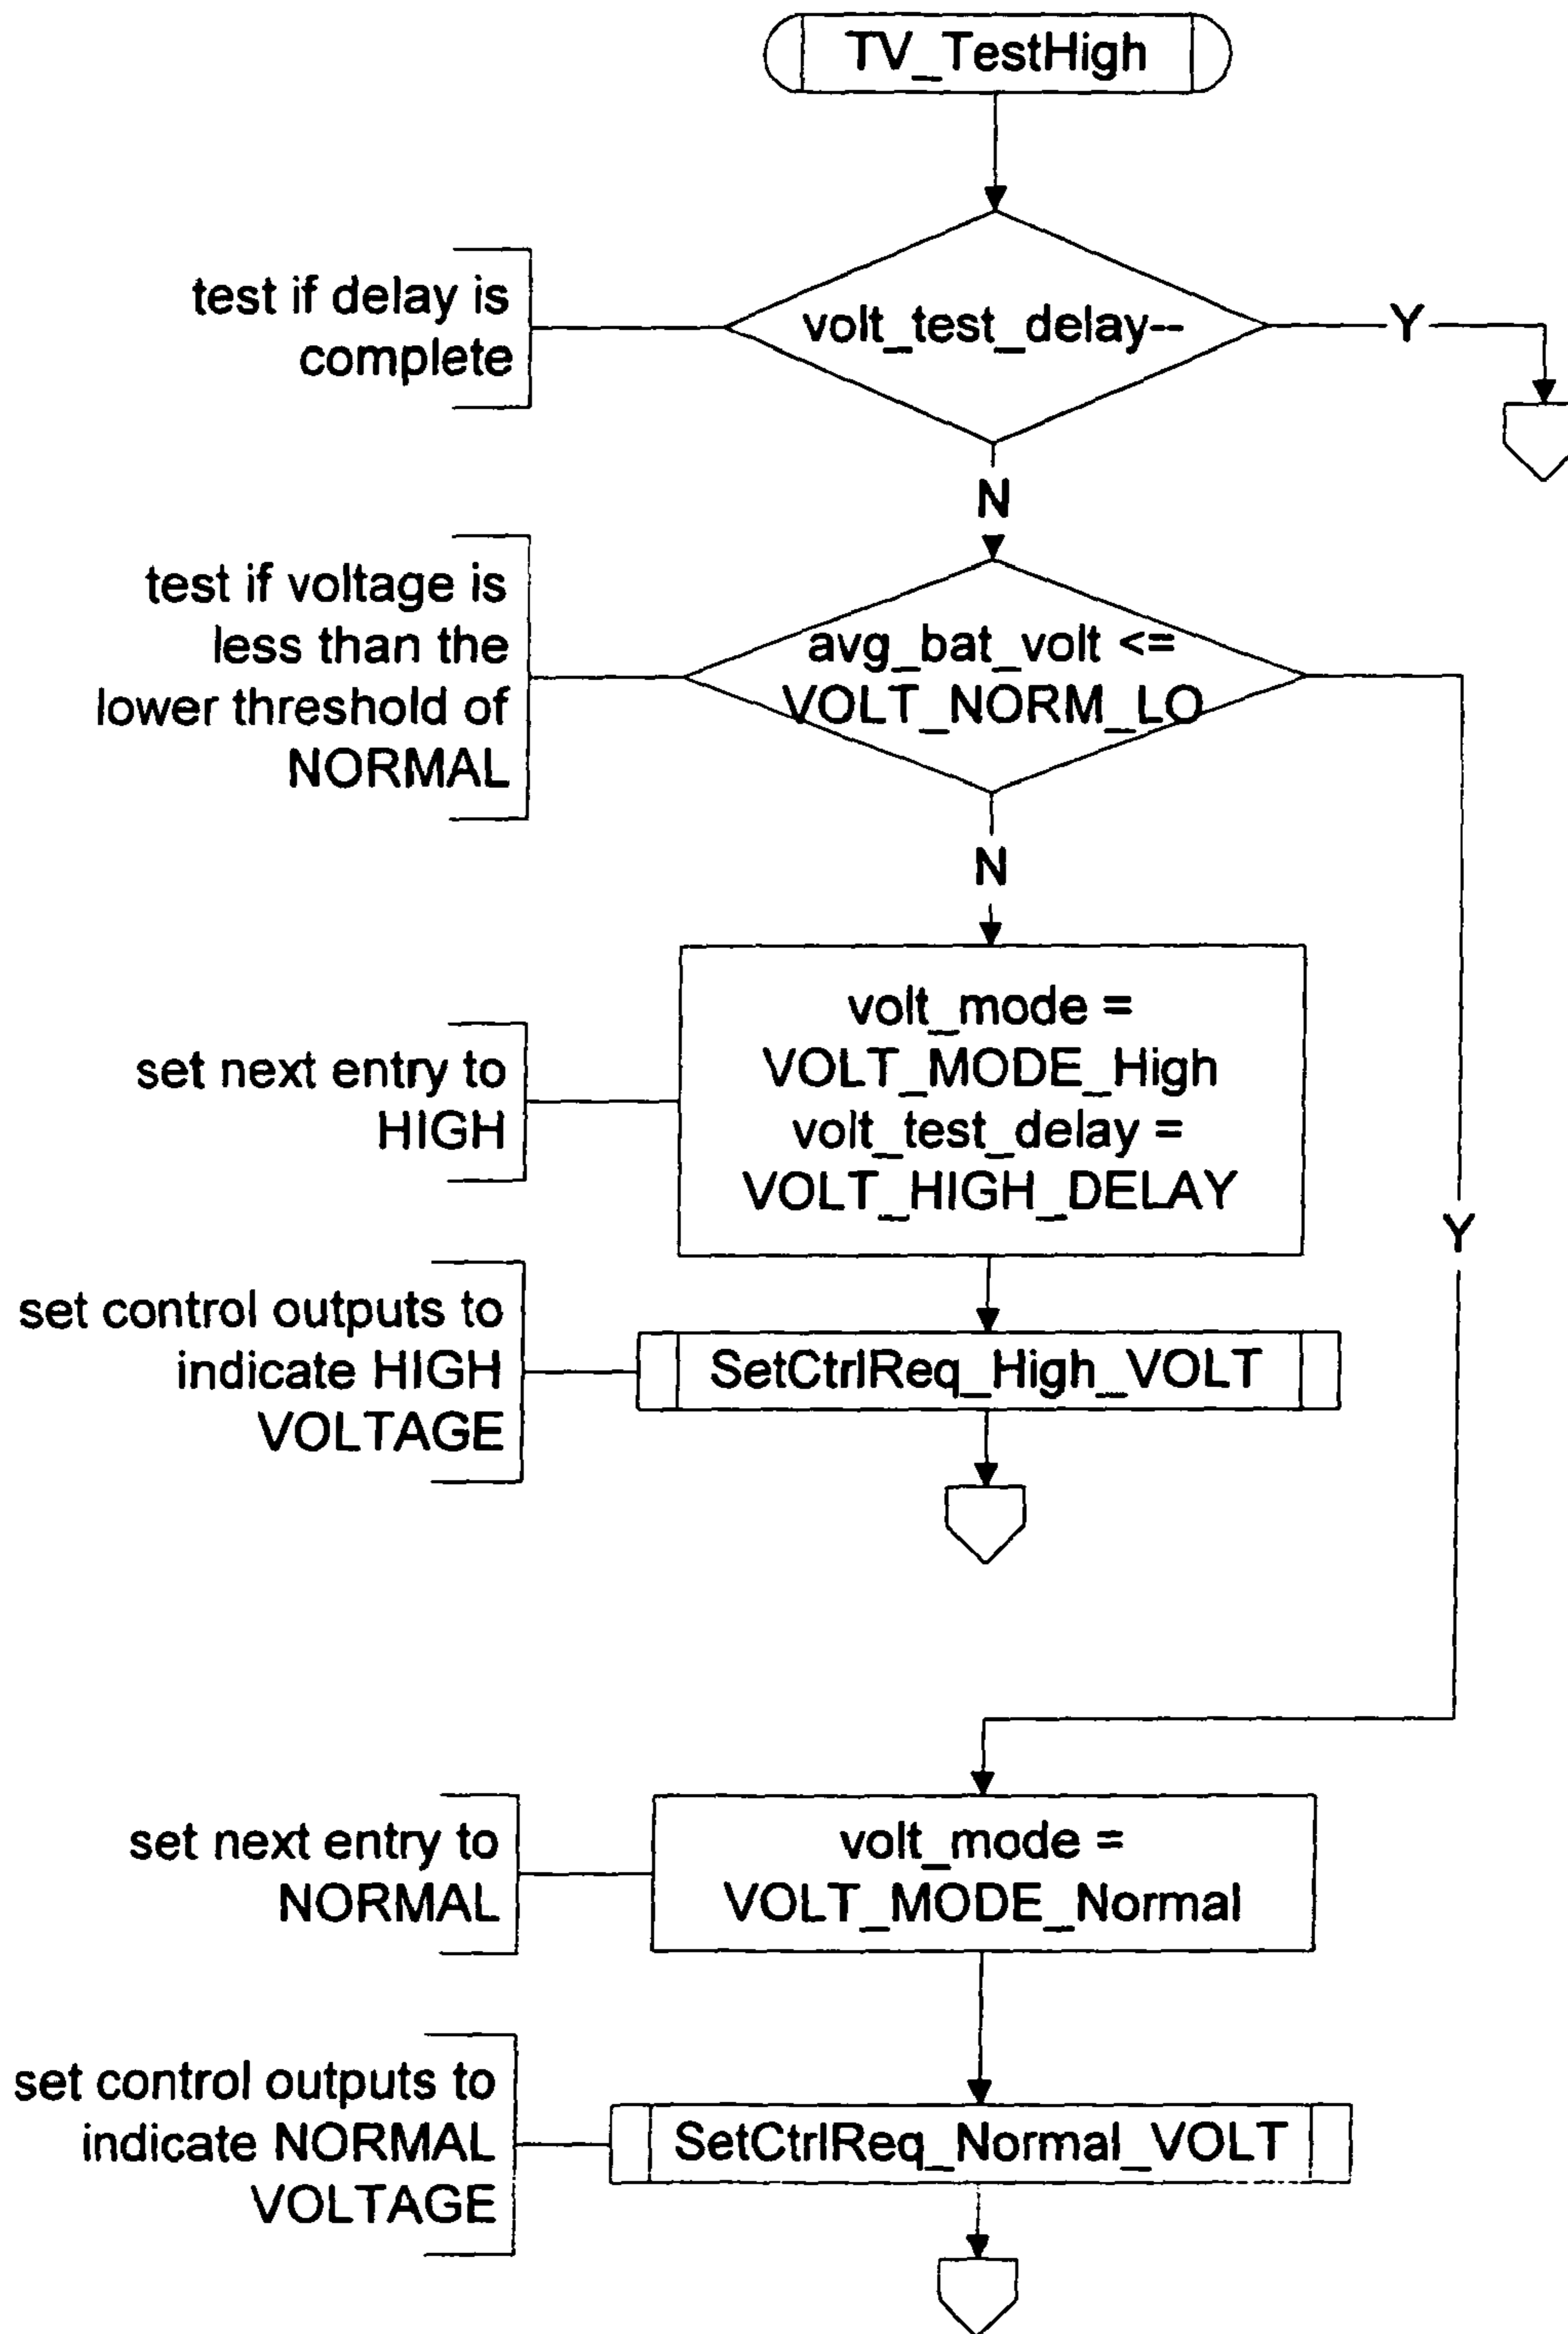 TV_TestHigh
test if delay is
complete
volt_test_delay--
Y
N
test if voltage is
less than the
lower threshold of
NORMAL
avg_bat_volt <=
VOLT_NORM_LO
N
set next entry to
HIGH
volt_mode =
VOLT_MODE_High
volt_test_delay =
VOLT_HIGH_DELAY
Y
set control outputs to
indicate HIGH
VOLTAGE
SetCtrlReq_High_VOLT
set next entry to
NORMAL
volt_mode =
VOLT_MODE_Normal
set control outputs to
indicate NORMAL
VOLTAGE
SetCtrlReq_Normal_VOLT